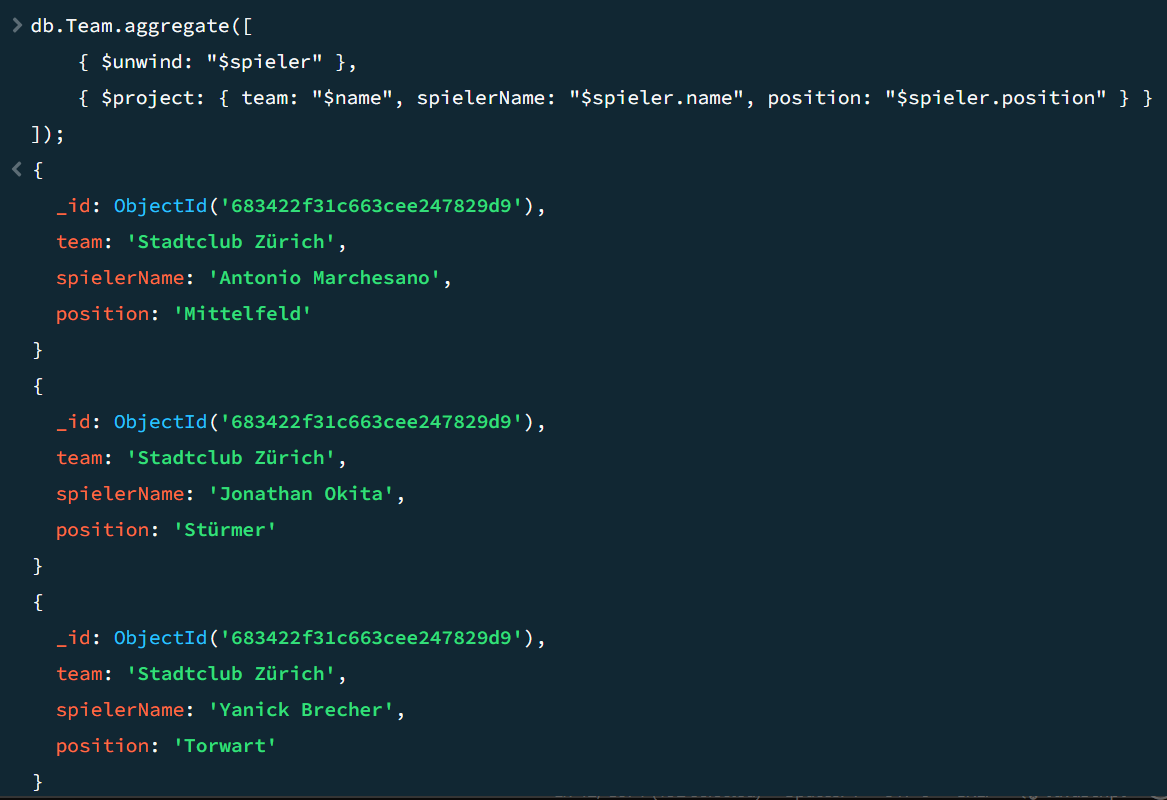 > db.Team.aggregate([
{ $unwind: "$spieler" },
{ $project: { team: "$name", spielerName: "$spieler.name", position: "$spieler.position" } }
]);
< {
_id: ObjectId('683422f31c663cee247829d9'),
team: 'Stadtclub Zürich',
spielerName: 'Antonio Marchesano',
position: 'Mittelfeld'
}
{
_id: ObjectId('683422f31c663cee247829d9'),
team: 'Stadtclub Zürich',
spielerName: 'Jonathan Okita',
position: 'Stürmer'
}
{
_id: ObjectId('683422f31c663cee247829d9'),
team: 'Stadtclub Zürich',
spielerName: 'Yanick Brecher',
position: 'Torwart'
}